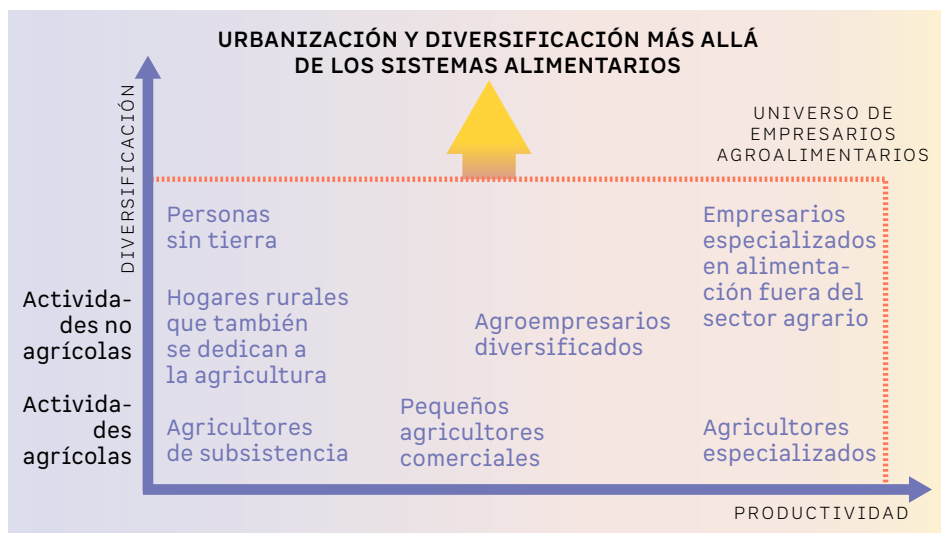 URBANIZACIÓN Y DIVERSIFICACIÓN MÁS ALLÁ
DE LOS SISTEMAS ALIMENTARIOS
DIVERSIFICACIÓN
UNIVERSO DE
EMPRESARIOS
AGROALIMENTARIOS
Personas
sin tierra
Empresarios
especializados
en alimenta-
ción fuera del
sector agrario
Activida-
des no
agrícolas
Hogares rurales
que también
se dedican a
la agricultura
Agroempresarios
diversificados
Activida-
des
agrícolas
Agricultores
de subsistencia
Pequeños
agricultores
comerciales
Agricultores
especializados
PRODUCTIVIDAD